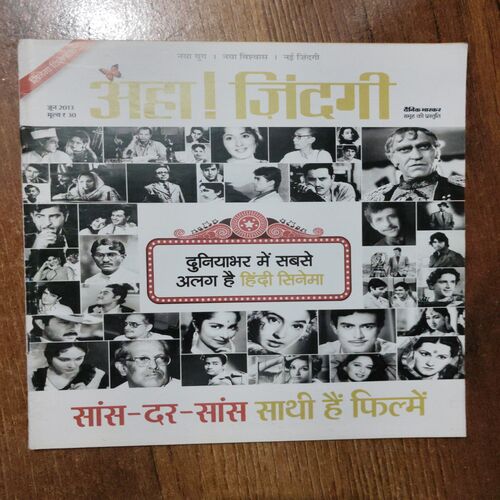 नया युग । नया विश्वास । नई ज़िंदगी
अहा! ज़िंदगी
जून 2013
मूल्य ₹ 30
दैनिक भास्कर
समूह की प्रस्तुति
दुनियाभर में सबसे
अलग है हिंदी सिनेमा
सांस-दर-सांस साथी हैं फिल्में